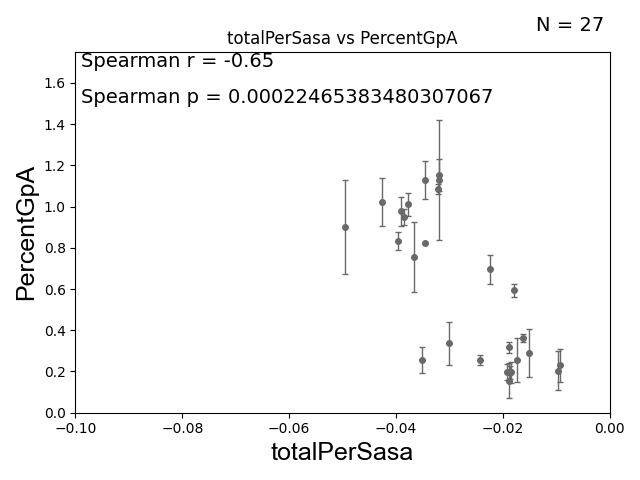 N = 27
totalPerSasa vs PercentGpA
Spearman r = -0.65
Spearman p = 0.00022465383480307067
PercentGpA
1.6
1.4
1.2
1.0
0.8
0.6
0.4
0.2
0.0
−0.10
−0.08
−0.06
−0.04
−0.02
0.00
totalPerSasa